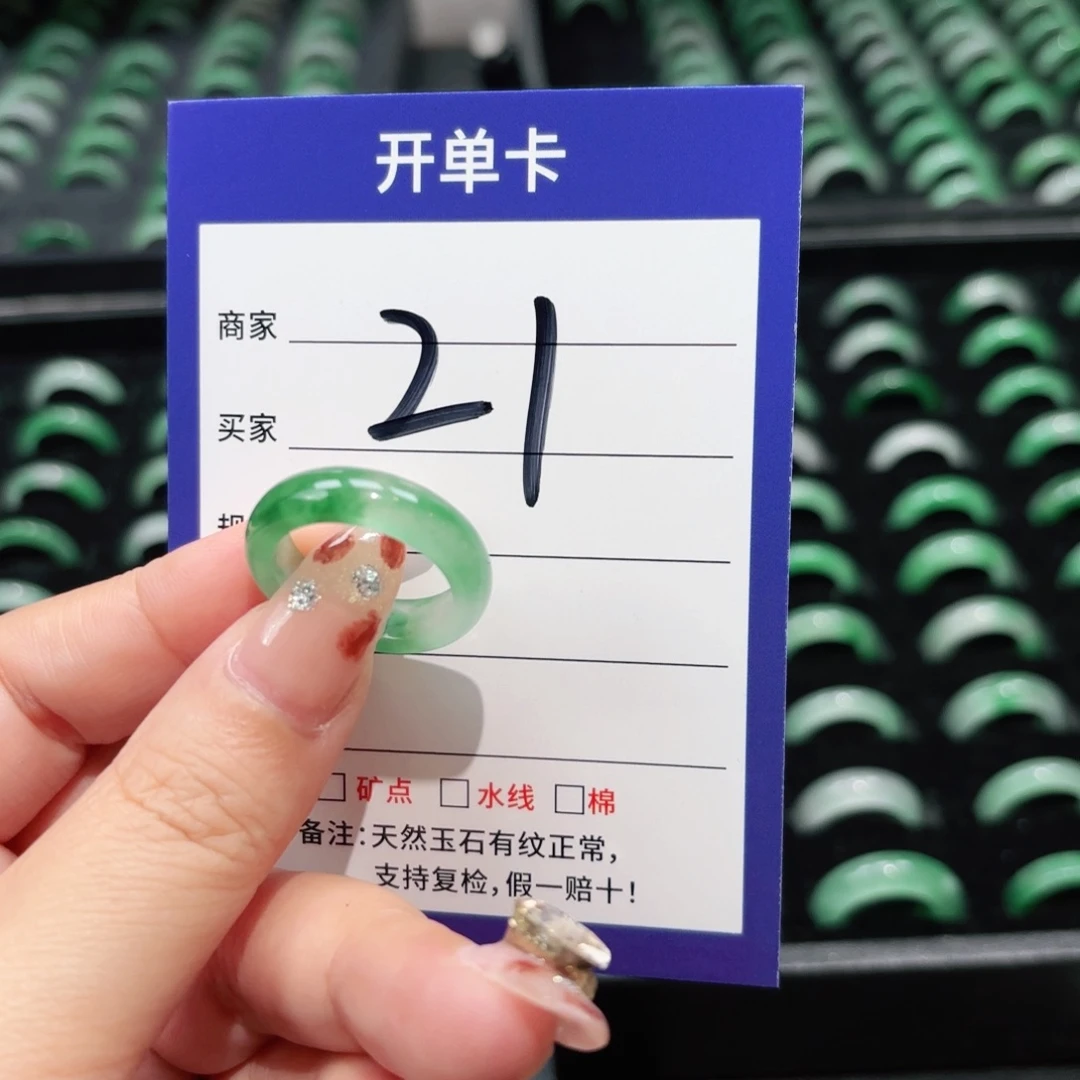 开单卡
商家
21
买家
矿点 水线 棉
备注:天然玉石有纹正常,
支持复检,假一赔十!